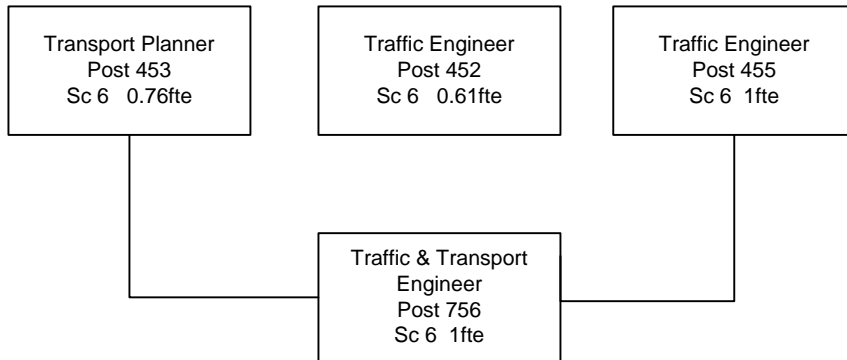 Transport Planner
Post 453
Sc 6   0.76fte
Traffic Engineer
Post 452
Sc 6   0.61fte
Traffic Engineer
Post 455
Sc 6  1fte
Traffic & Transport
Engineer
Post 756
Sc 6  1fte